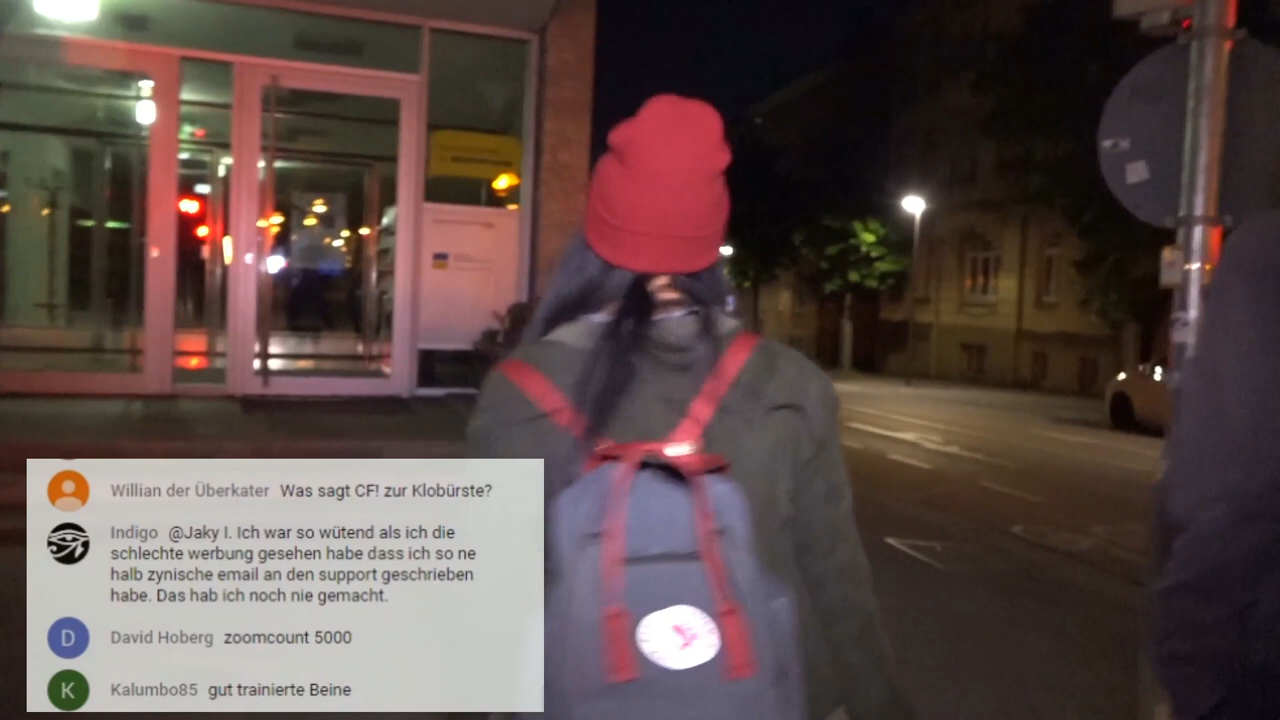 Willian der Überkater Was sagt CF! zur Klobürste?
Indigo @Jaky I. Ich war so wütend als ich die
schlechte werbung gesehen habe dass ich so ne
halb zynische email an den support geschrieben
habe. Das hab ich noch nie gemacht.
D David Hoberg zoomcount 5000
K Kalumbo85 gut trainierte Beine